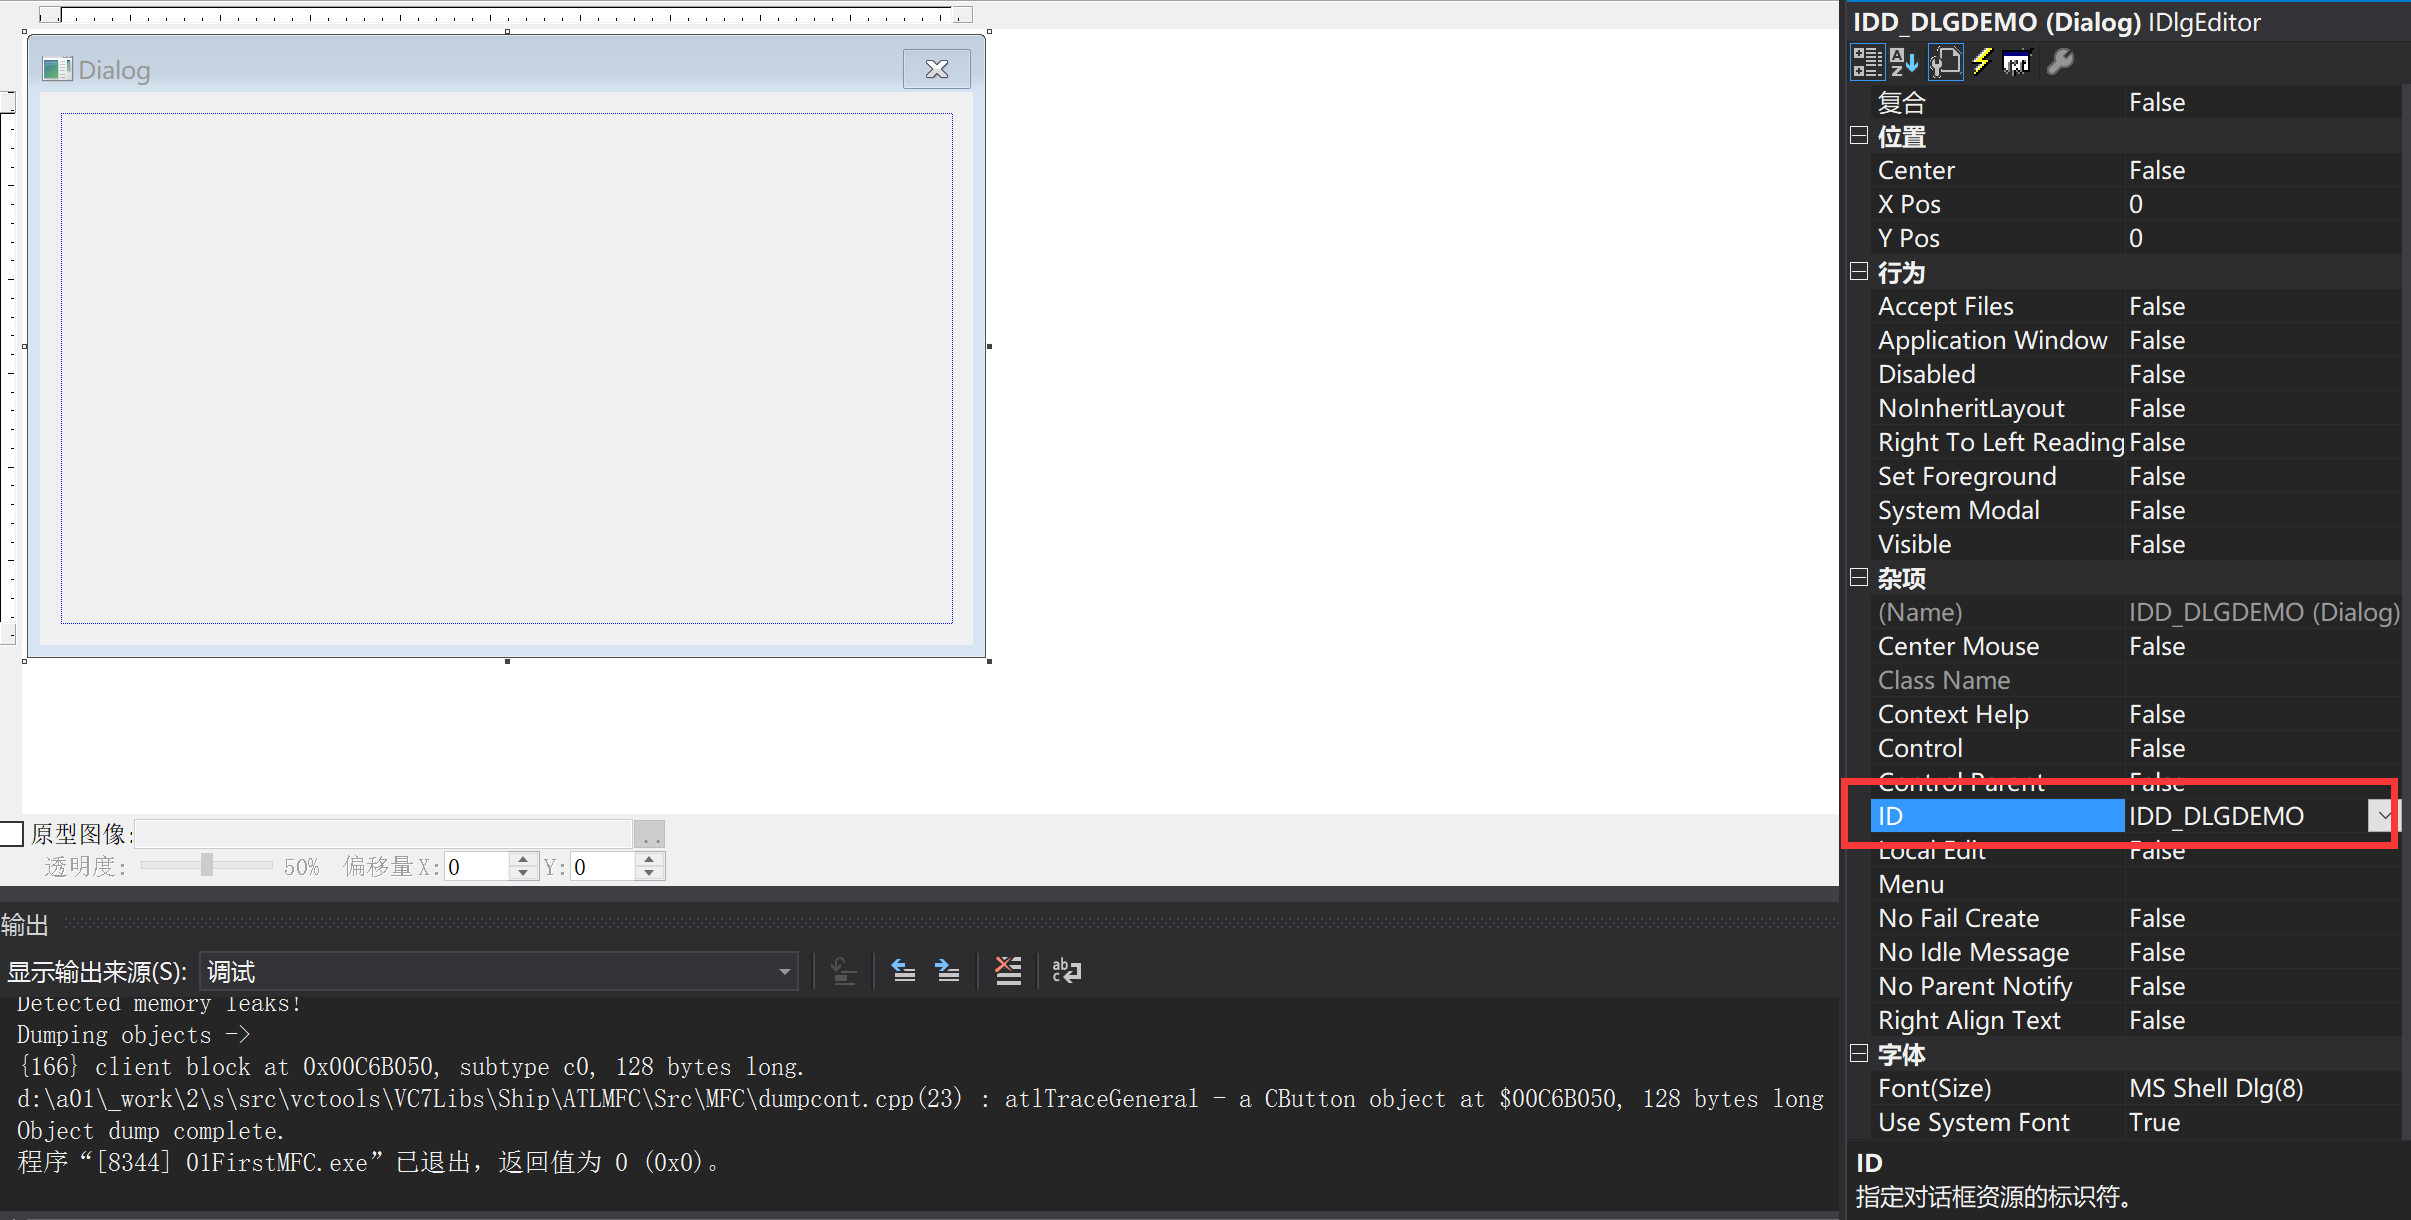 Dialog
原型图像:
..
透明度: 50% 偏移量 X: 0 Y: 0
输出
显示输出来源(S): 调试
Detected memory leaks!
Dumping objects ->
{166} client block at 0x00C6B050, subtype c0, 128 bytes long.
d:\a01\_work\2\s\src\vctools\VC7Libs\Ship\ATLMFC\Src\MFC\dumpcont.cpp(23) : atlTraceGeneral - a CButton object at $00C6B050, 128 bytes long
Object dump complete.
程序“[8344] 01FirstMFC.exe”已退出，返回值为 0 (0x0)。
IDD_DLGDEMO (Dialog) IDlgEditor
复合 False
位置
Center False
X Pos 0
Y Pos 0
行为
Accept Files False
Application Window False
Disabled False
NoInheritLayout False
Right To Left Reading False
Set Foreground False
System Modal False
Visible False
杂项
(Name) IDD_DLGDEMO (Dialog)
Center Mouse False
Class Name
Context Help False
Control False
Control Parent False
ID IDD_DLGDEMO
Local Edit False
Menu
No Fail Create False
No Idle Message False
No Parent Notify False
Right Align Text False
字体
Font(Size) MS Shell Dlg(8)
Use System Font True
ID
指定对话框资源的标识符。